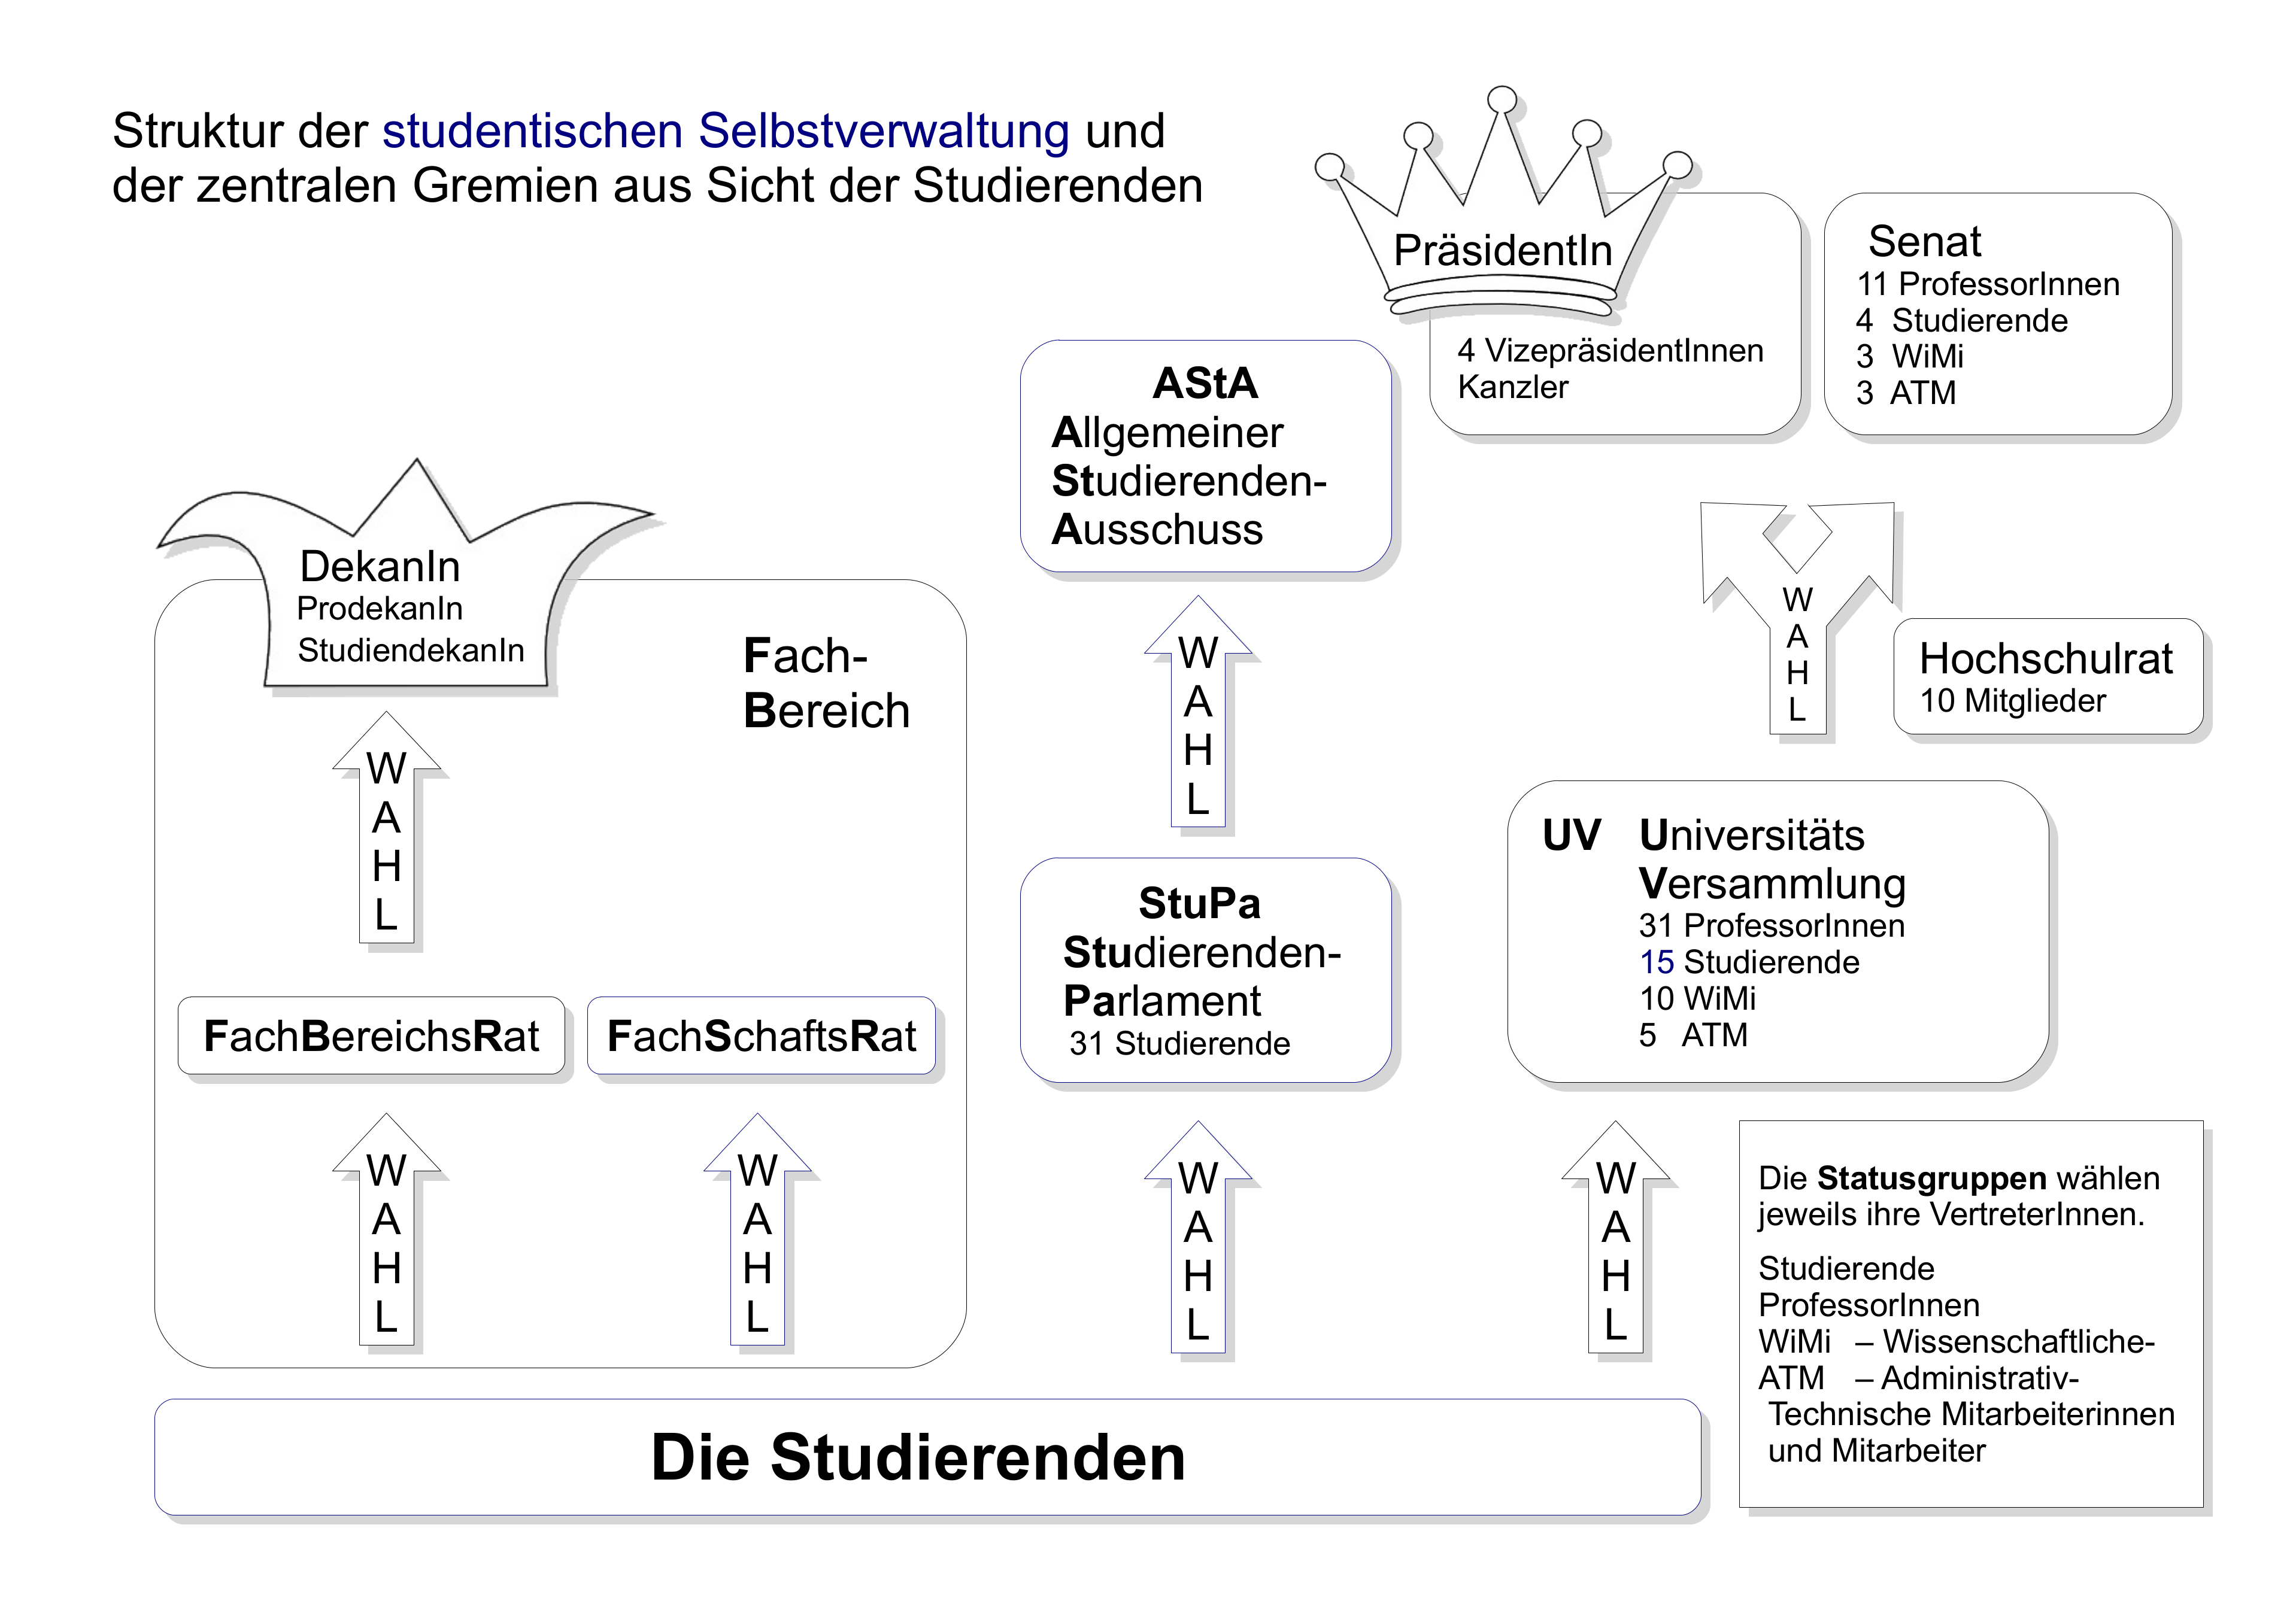 Struktur der studentischen Selbstverwaltung und
der zentralen Gremien aus Sicht der Studierenden
PräsidentIn
4 VizepräsidentInnen
Kanzler
Senat
11 ProfessorInnen
4 Studierende
3 WiMi
3 ATM
AStA
Allgemeiner
Studierenden-
Ausschuss
DekanIn
ProdekanIn
StudiendekanIn
Fach-
Bereich
W
A
H
L
W
A
H
L
W
A
H
L
Hochschulrat
10 Mitglieder
FachBereichsRat
FachSchaftsRat
StuPa
Studierenden-
Parlament
31 Studierende
UV Universitäts
Versammlung
31 ProfessorInnen
15 Studierende
10 WiMi
5 ATM
W
A
H
L
W
A
H
L
W
A
H
L
W
A
H
L
Die Statusgruppen wählen
jeweils ihre VertreterInnen.
Studierende
ProfessorInnen
WiMi – Wissenschaftliche-
ATM – Administrativ-
Technische Mitarbeiterinnen
und Mitarbeiter
Die Studierenden